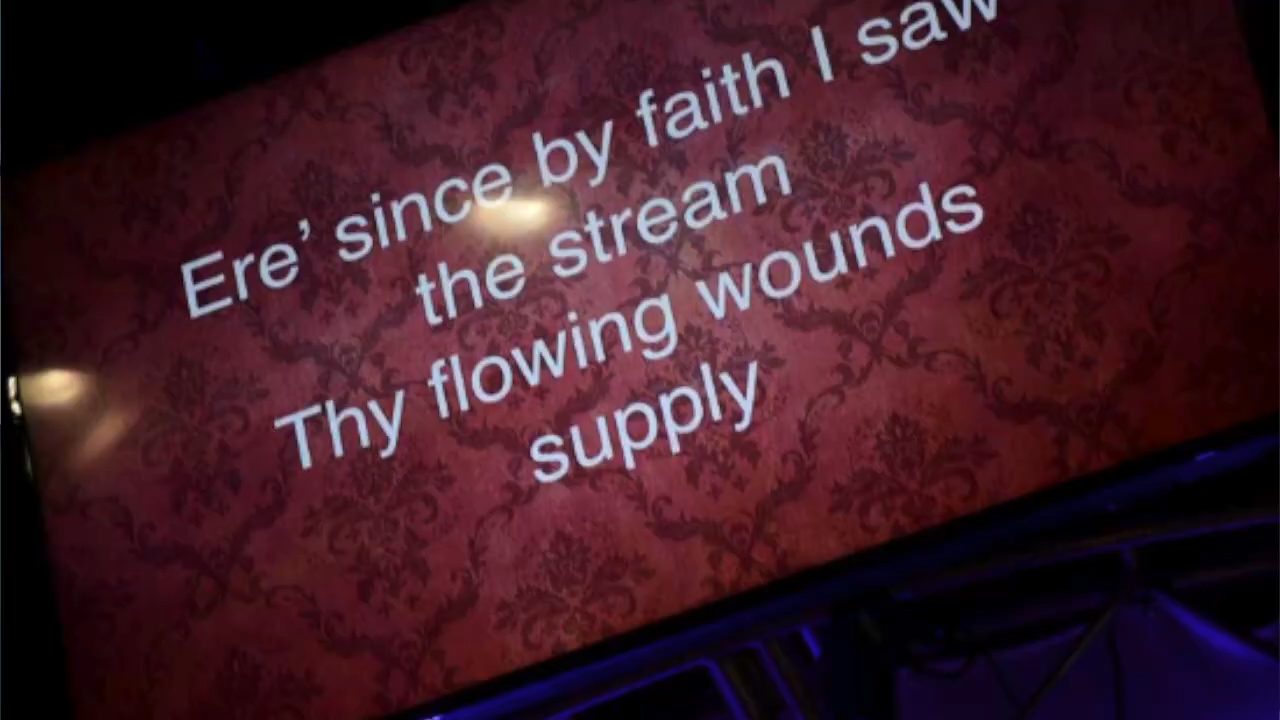 Ere’ since by faith I saw
the stream
Thy flowing wounds
supply